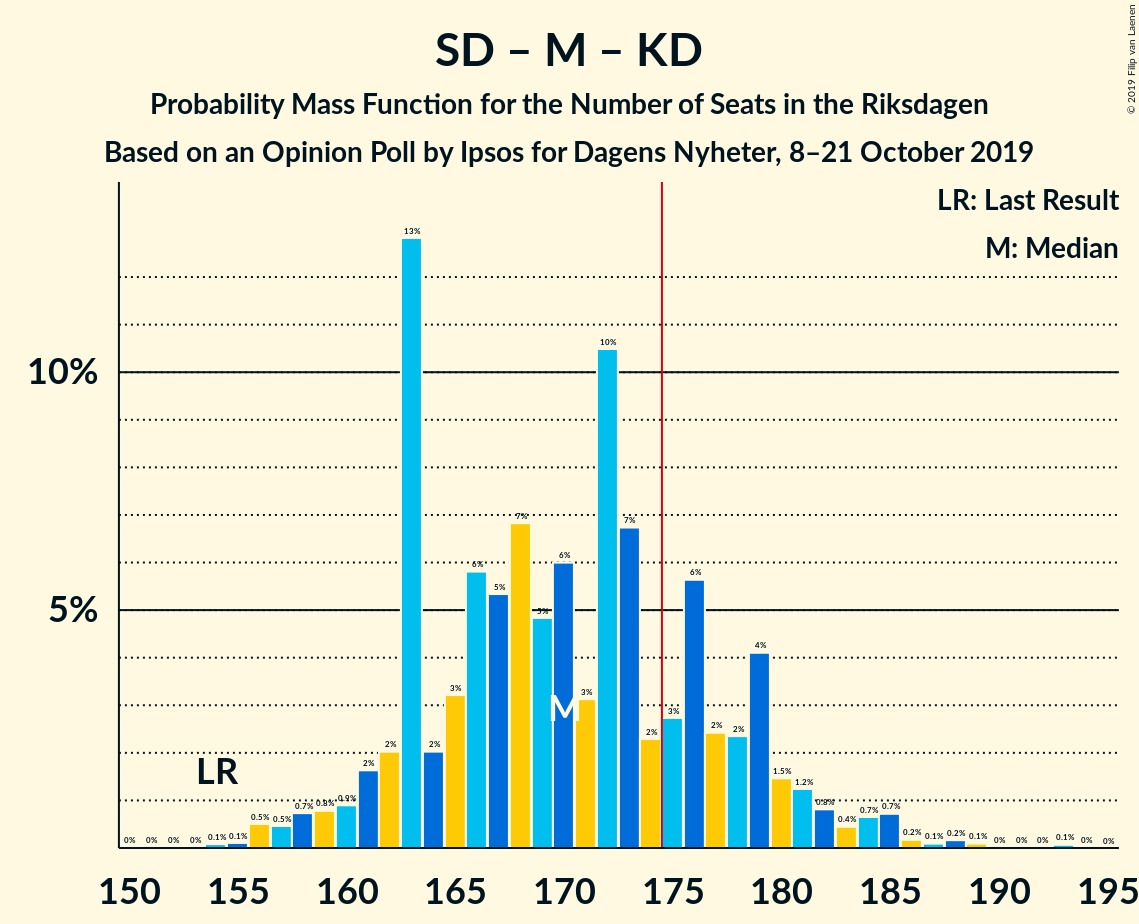 SD – M – KD
Probability Mass Function for the Number of Seats in the Riksdagen
Based on an Opinion Poll by Ipsos for Dagens Nyheter, 8–21 October 2019
© 2019 Filip van Laenen
LR: Last Result
M: Median
10%
5%
LR
M
0% 0% 0% 0% 0.1% 0.1% 0.5% 0.5% 0.7% 0.8% 0.9% 2% 2% 13% 2% 3% 6% 5% 7% 5% 6% 3% 10% 7% 2% 3% 6% 2% 2% 4% 1.5% 1.2% 0.8% 0.4% 0.7% 0.7% 0.2% 0.1% 0.2% 0.1% 0% 0% 0% 0.1% 0% 0%
150 155 160 165 170 175 180 185 190 195